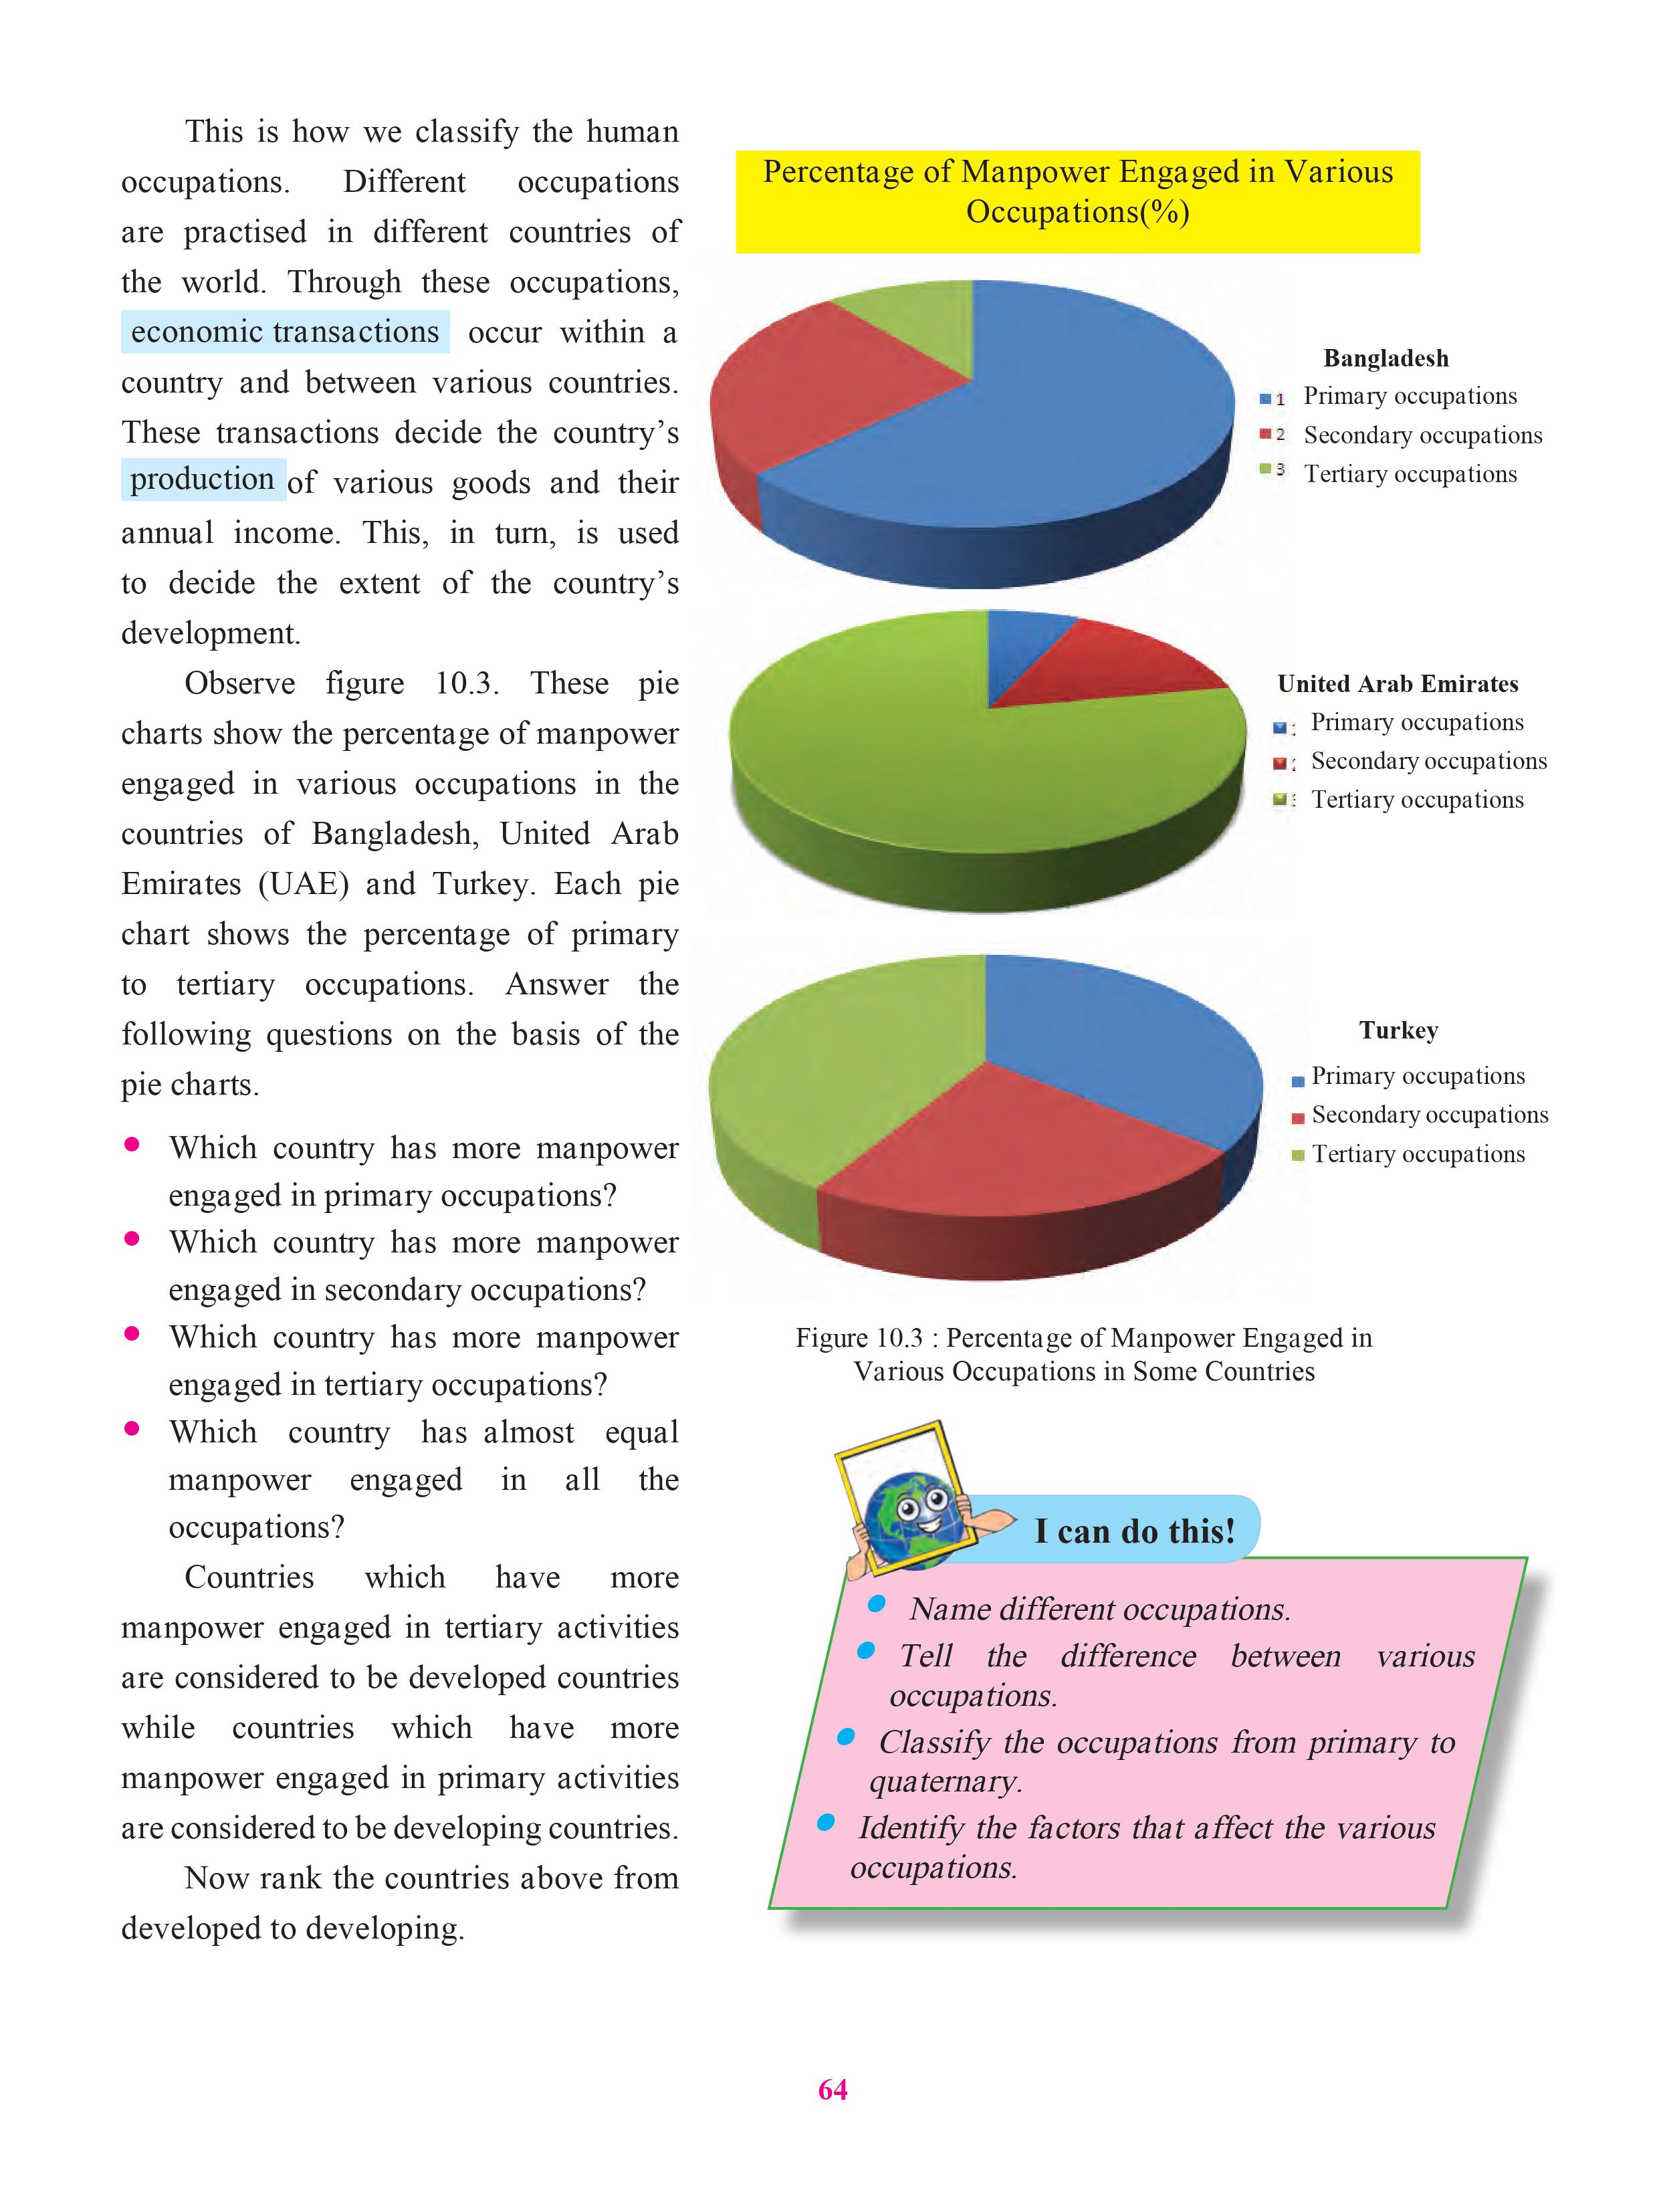 This is how we classify the human
occupations. Different occupations
are practised in different countries of
the world. Through these occupations,
economic transactions occur within a
country and between various countries.
These transactions decide the country’s
production of various goods and their
annual income. This, in turn, is used
to decide the extent of the country’s
development.
Observe figure 10.3. These pie
charts show the percentage of manpower
engaged in various occupations in the
countries of Bangladesh, United Arab
Emirates (UAE) and Turkey. Each pie
chart shows the percentage of primary
to tertiary occupations. Answer the
following questions on the basis of the
pie charts.
• Which country has more manpower
engaged in primary occupations?
• Which country has more manpower
engaged in secondary occupations?
• Which country has more manpower
engaged in tertiary occupations?
• Which country has almost equal
manpower engaged in all the
occupations?
Countries which have more
manpower engaged in tertiary activities
are considered to be developed countries
while countries which have more
manpower engaged in primary activities
are considered to be developing countries.
Now rank the countries above from
developed to developing.
Percentage of Manpower Engaged in Various
Occupations(%)
Bangladesh
1 Primary occupations
2 Secondary occupations
3 Tertiary occupations
United Arab Emirates
Primary occupations
Secondary occupations
Tertiary occupations
Turkey
Primary occupations
Secondary occupations
Tertiary occupations
Figure 10.3 : Percentage of Manpower Engaged in
Various Occupations in Some Countries
I can do this!
• Name different occupations.
• Tell the difference between various
occupations.
• Classify the occupations from primary to
quaternary.
• Identify the factors that affect the various
occupations.
64